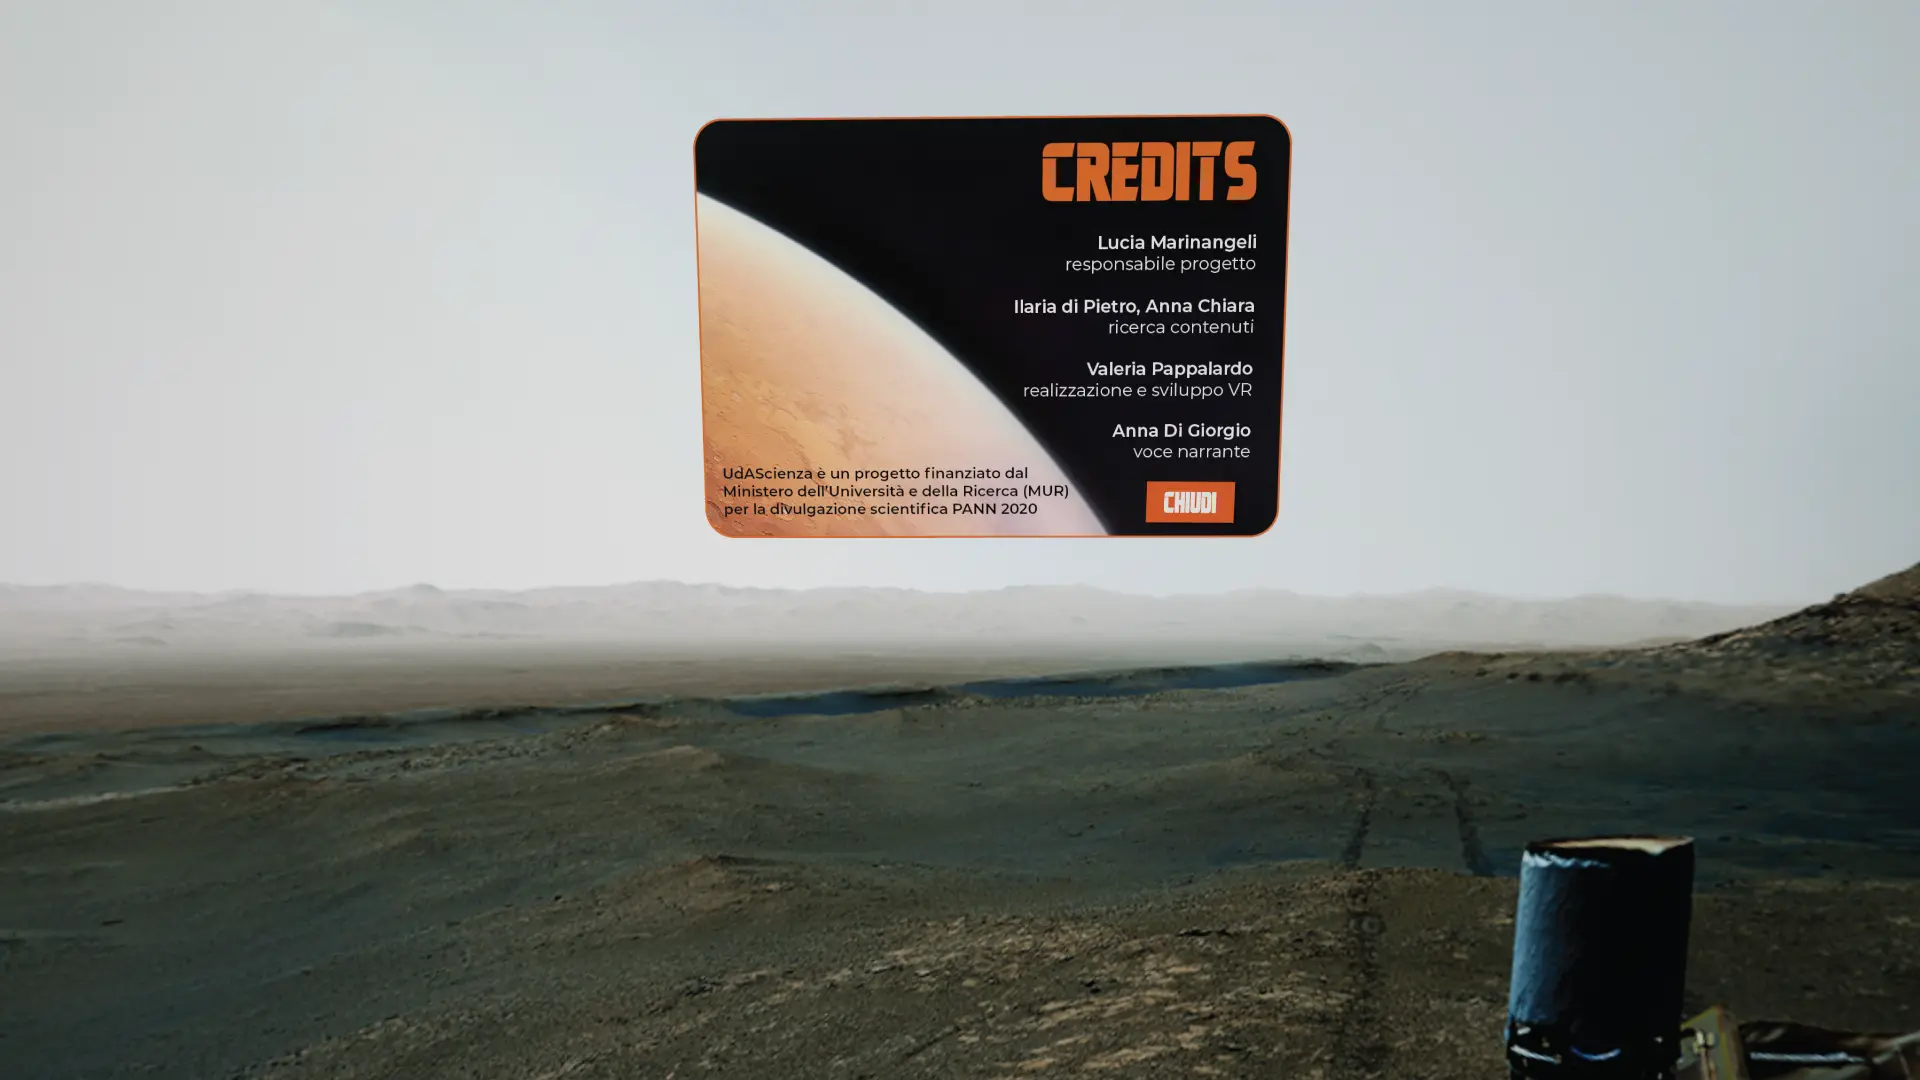 CREDITS
Lucia Marinangeli
responsabile progetto
Ilaria di Pietro, Anna Chiara
ricerca contenuti
Valeria Pappalardo
realizzazione e sviluppo VR
Anna Di Giorgio
voce narrante
UdAScienza è un progetto finanziato dal
Ministero dell'Università e della Ricerca (MUR)
per la divulgazione scientifica PANN 2020
CHIUDI